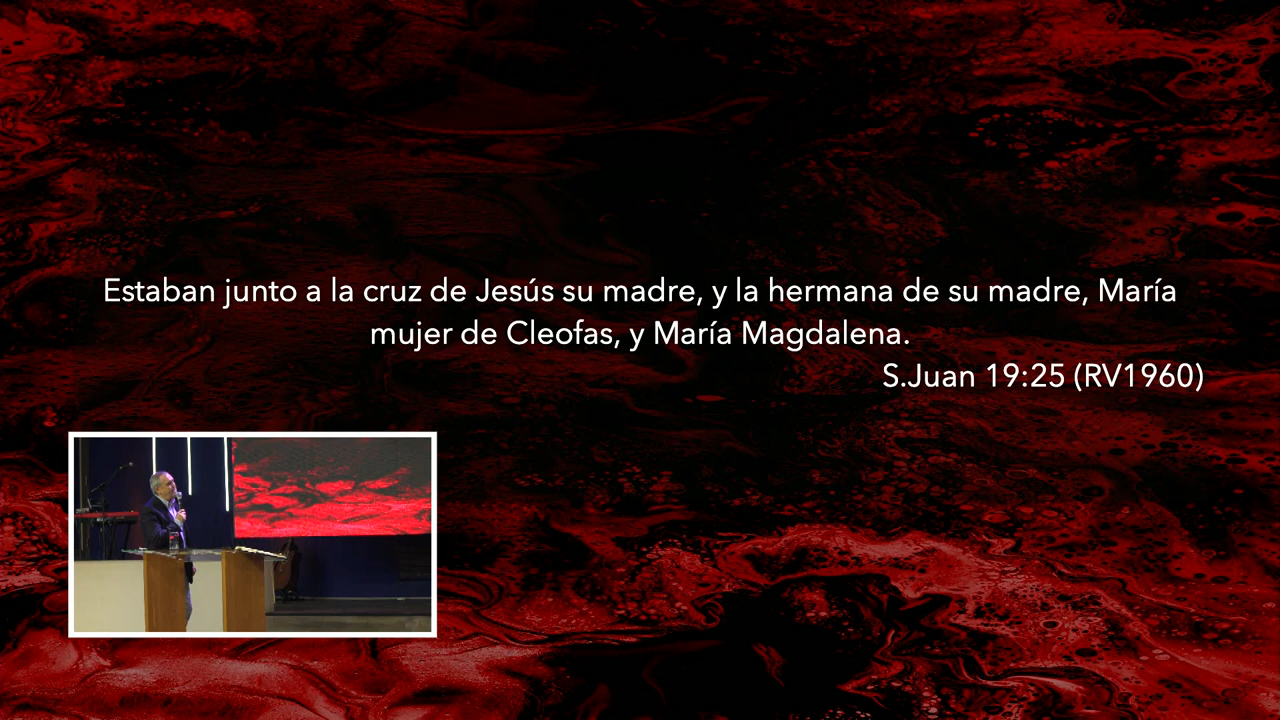 Estaban junto a la cruz de Jesús su madre, y la hermana de su madre, María
mujer de Cleofas, y María Magdalena.
S.Juan 19:25 (RV1960)